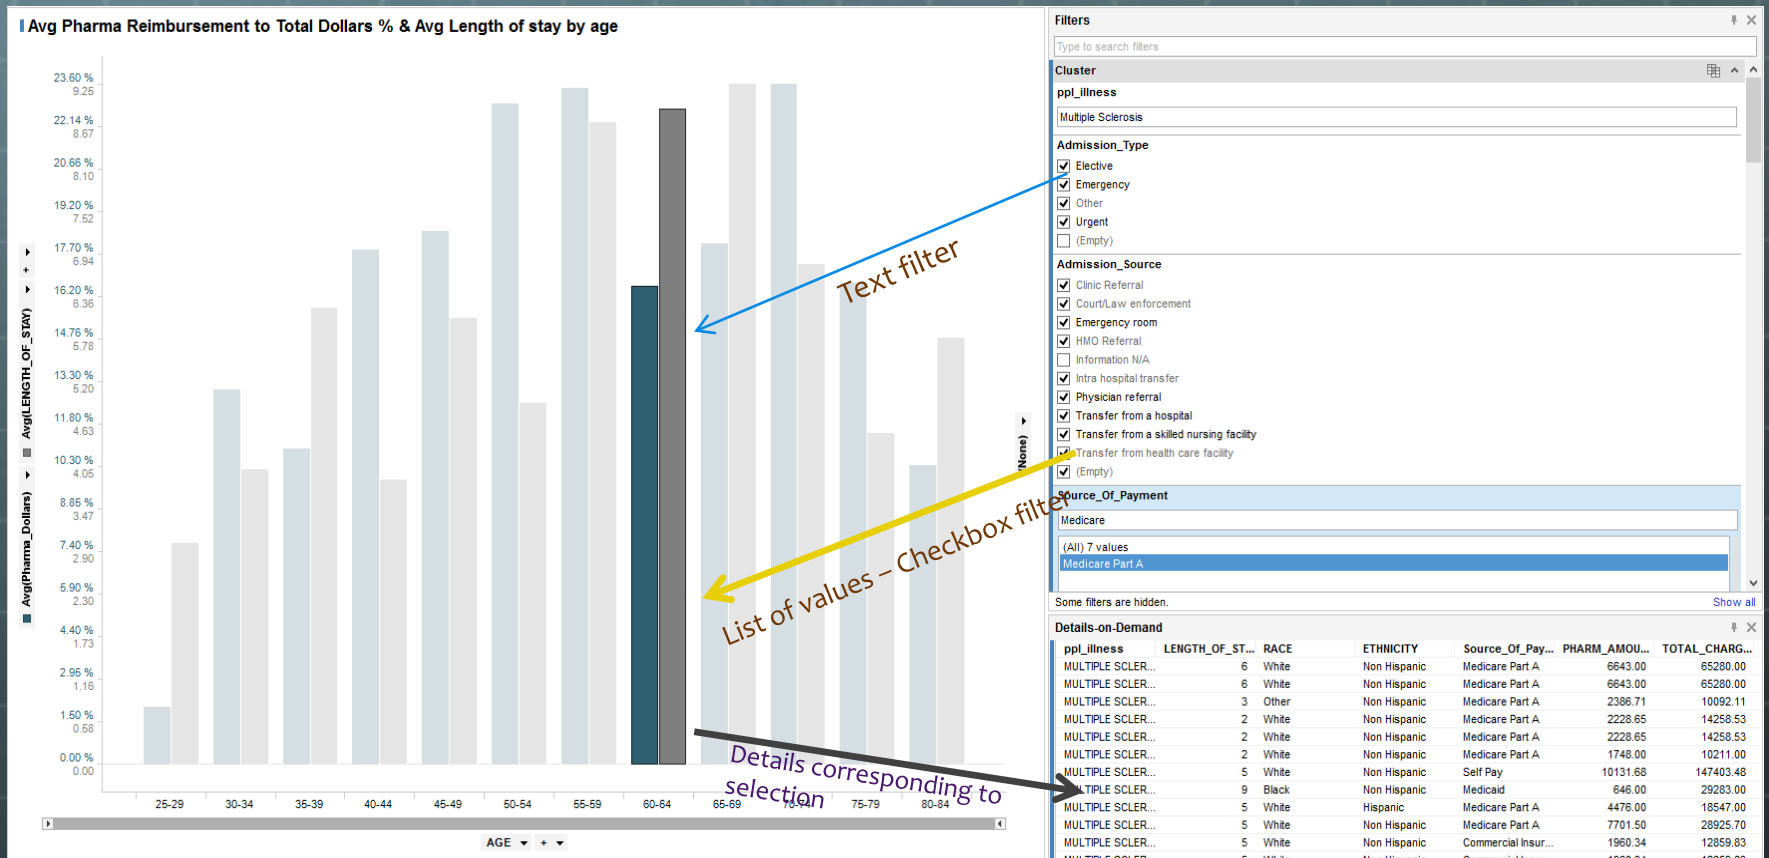 Avg Pharma Reimbursement to Total Dollars % & Avg Length of stay by age
23.60 %
9.25
22.14 %
8.67
20.66 %
8.10
19.20 %
7.52
17.70 %
6.94
16.20 %
6.36
14.76 %
5.78
13.30 %
5.20
11.80 %
4.63
10.30 %
4.05
8.85 %
3.47
7.40 %
2.90
5.90 %
2.30
4.40 %
1.73
2.95 %
1.16
1.50 %
0.58
0.00 %
0.00
+
Avg(LENGTH_OF_STAY)
Avg(Pharma_Dollars)
25-29 30-34 35-39 40-44 45-49 50-54 55-59 60-64 65-69 70-74 75-79 80-84
AGE +
(None)
Text filter
List of values – Checkbox filter
Details corresponding to
selection
Filters
Type to search filters
Cluster
ppl_illness
Multiple Sclerosis
Admission_Type
Elective
Emergency
Other
Urgent
(Empty)
Admission_Source
Clinic Referral
Court/Law enforcement
Emergency room
HMO Referral
Information N/A
Intra hospital transfer
Physician referral
Transfer from a hospital
Transfer from a skilled nursing facility
Transfer from health care facility
(Empty)
Source_Of_Payment
Medicare
(All) 7 values
Medicare Part A
Some filters are hidden. Show all
Details-on-Demand
ppl_illness LENGTH_OF_ST... RACE ETHNICITY Source_Of_Pay... PHARM_AMOU... TOTAL_CHARG...
MULTIPLE SCLER... 6 White Non Hispanic Medicare Part A 6643.00 65280.00
MULTIPLE SCLER... 6 White Non Hispanic Medicare Part A 6643.00 65280.00
MULTIPLE SCLER... 3 Other Non Hispanic Medicare Part A 2386.71 10092.11
MULTIPLE SCLER... 2 White Non Hispanic Medicare Part A 2228.65 14258.53
MULTIPLE SCLER... 2 White Non Hispanic Medicare Part A 2228.65 14258.53
MULTIPLE SCLER... 2 White Non Hispanic Medicare Part A 1748.00 10211.00
MULTIPLE SCLER... 5 White Non Hispanic Self Pay 10131.68 147403.48
MULTIPLE SCLER... 9 Black Non Hispanic Medicaid 646.00 29283.00
MULTIPLE SCLER... 5 White Hispanic Medicare Part A 4476.00 18547.00
MULTIPLE SCLER... 5 White Non Hispanic Medicare Part A 7701.50 28925.70
MULTIPLE SCLER... 5 White Non Hispanic Commercial Insur... 1960.34 12859.83